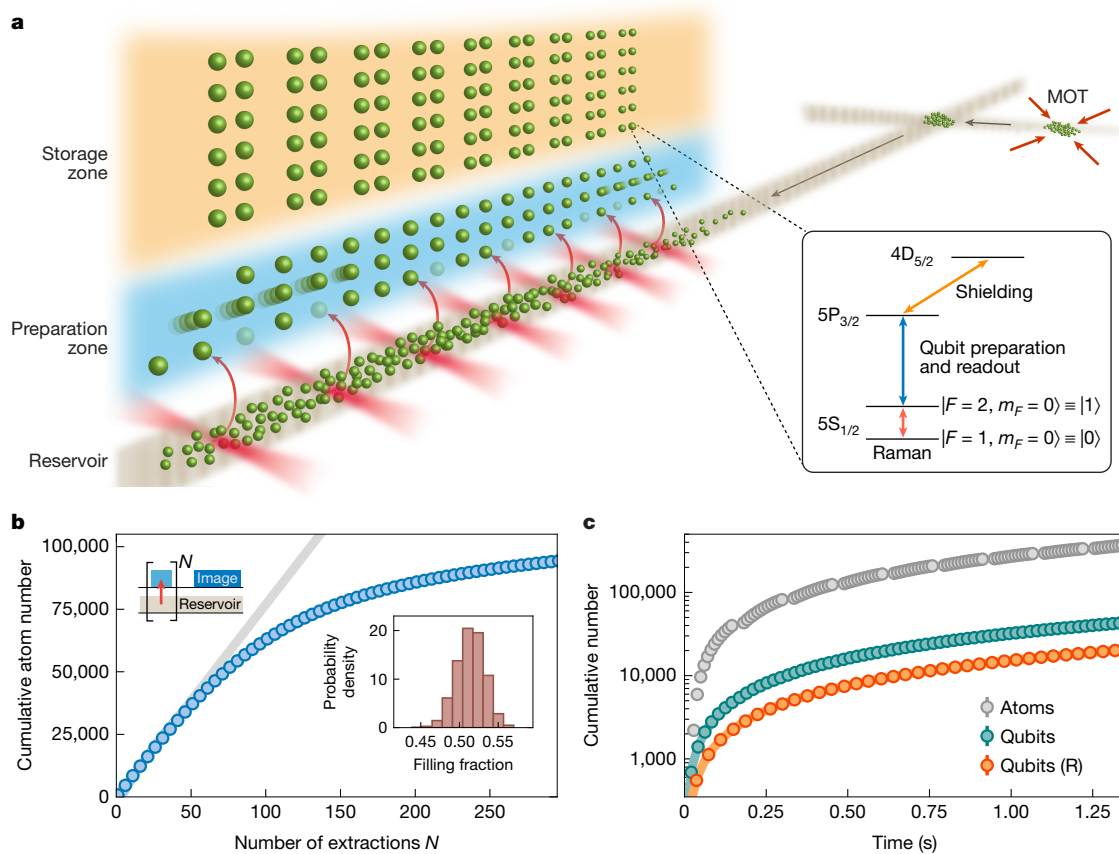 a
Storage
zone
Preparation
zone
Reservoir
MOT
4D5/2
Shielding
5P3/2
Qubit preparation
and readout
5S1/2
|F = 2, mF = 0⟩ ≡ |1⟩
|F = 1, mF = 0⟩ ≡ |0⟩
Raman
b
Cumulative atom number
100,000
75,000
50,000
25,000
0
0 50 100 150 200 250
Number of extractions N
N
Image
Reservoir
Probability
density
20
10
0
0.45 0.50 0.55
Filling fraction
c
Cumulative number
100,000
10,000
1,000
0 0.25 0.50 0.75 1.00 1.25
Time (s)
Atoms
Qubits
Qubits (R)